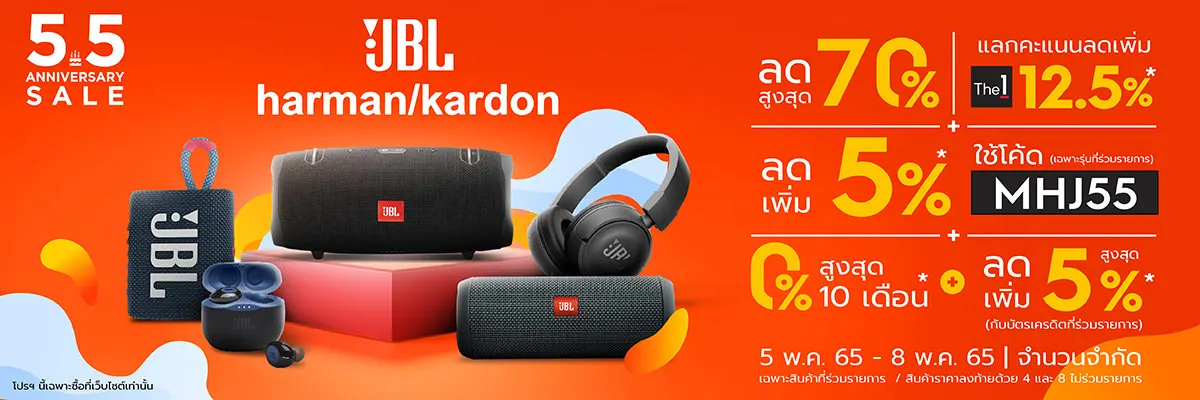 5.5
ANNIVERSARY
SALE
JBL
harman/kardon
JBL
JBL
JBL
JBL
JBL
โปรฯ นี้เฉพาะซื้อที่เว็บไซต์เท่านั้น
ลด
สูงสุด
70%
แลกคะแนนลดเพิ่ม
The 1
12.5%*
ลด
เพิ่ม
5%*
ใช้โค้ด (เฉพาะรุ่นที่ร่วมรายการ)
MHJ55
0%
สูงสุด
10 เดือน*
+
ลด
เพิ่ม
สูงสุด
5%*
(กับบัตรเครดิตที่ร่วมรายการ)
5 พ.ค. 65 - 8 พ.ค. 65 | จำนวนจำกัด
เฉพาะสินค้าที่ร่วมรายการ / สินค้าราคาลงท้ายด้วย 4 และ 8 ไม่ร่วมรายการ